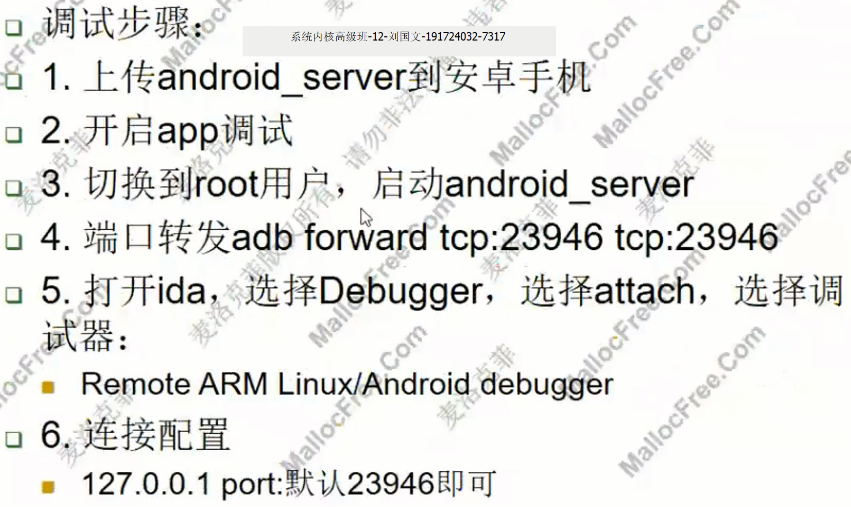 调试步骤：
系统内核高级班-12-刘国文-191724032-7317
1. 上传android_server到安卓手机
2. 开启app调试
3. 切换到root用户，启动android_server
4. 端口转发adb forward tcp:23946 tcp:23946
5. 打开ida，选择Debugger，选择attach，选择调
试器：
Remote ARM Linux/Android debugger
6. 连接配置
127.0.0.1 port:默认23946即可
麦洛克菲版权所有，请勿非法
MallocFree.Com
MallocFree.Com
MallocFree.Com
MallocFree.Com
MallocFree.Com
MallocFree.Com
麦洛克菲
麦洛克菲
麦洛克菲
麦洛克菲